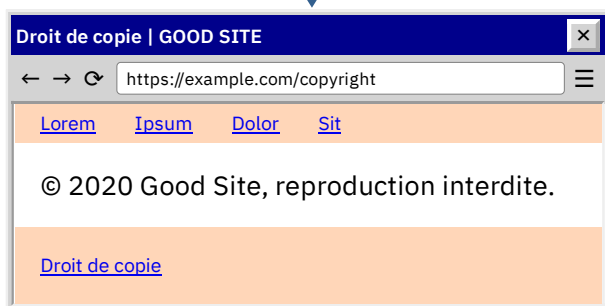 Droit de copie | GOOD SITE
https://example.com/copyright
Lorem Ipsum Dolor Sit
© 2020 Good Site, reproduction interdite.
Droit de copie